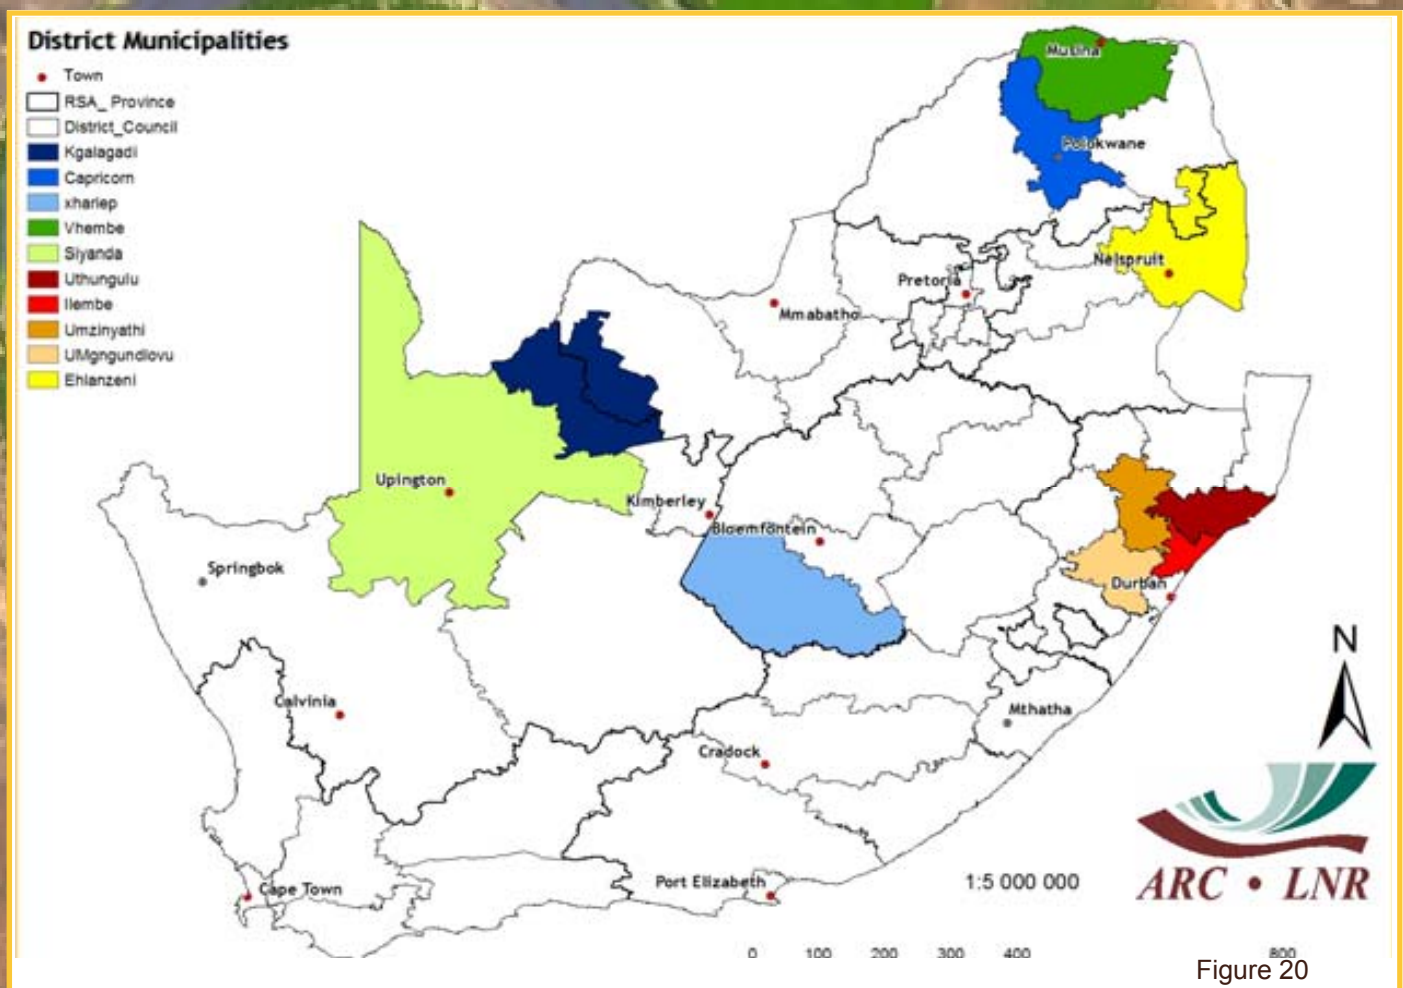 District Municipalities
Town
RSA_ Province
District_Council
Kgalagadi
Capricorn
xhariep
Vhembe
Siyanda
Uthungulu
Ilembe
Umzinyathi
UMgngundlovu
Ehlanzeni
Musina
Polokwane
Nelspruit
Pretoria
Mmabatho
Upington
Kimberley
Bloemfontein
Springbok
Durban
N
Calvinia
Mthatha
Cradock
Port Elizabeth
1:5 000 000
Cape Town
ARC • LNR
0 100 200 300 400 800
Figure 20